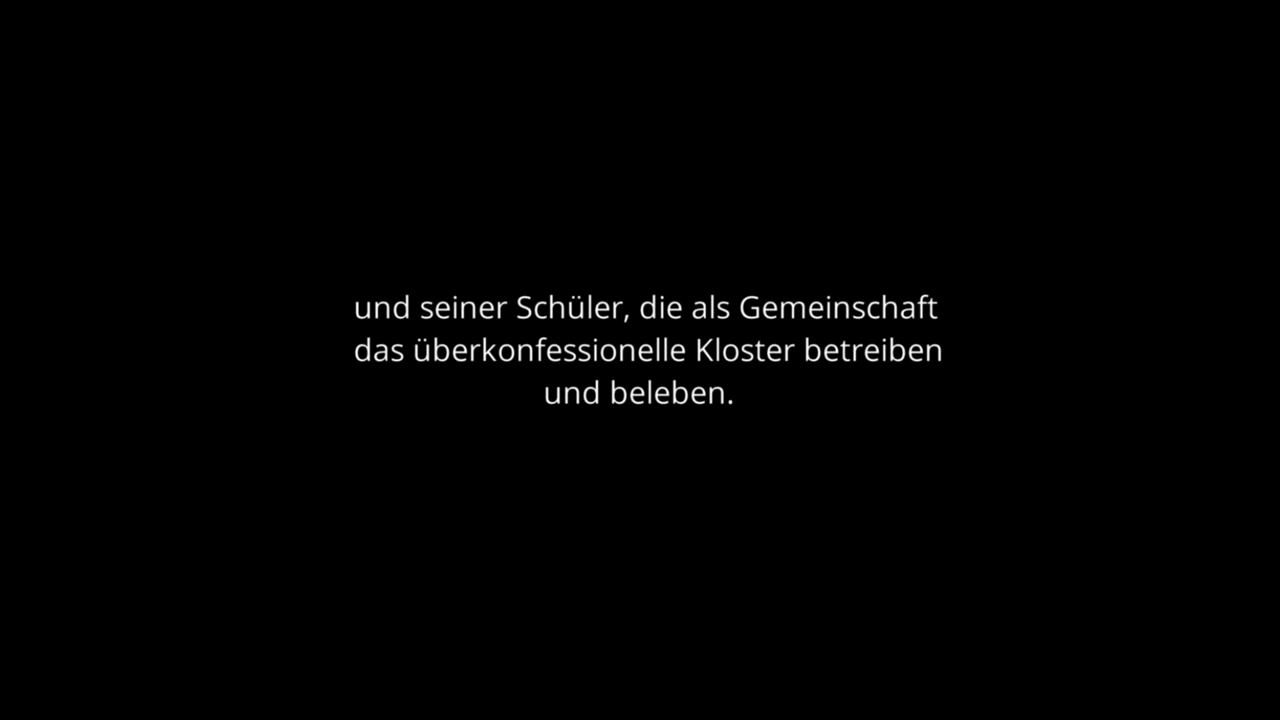 und seiner Schüler, die als Gemeinschaft
das überkonfessionelle Kloster betreiben
und beleben.